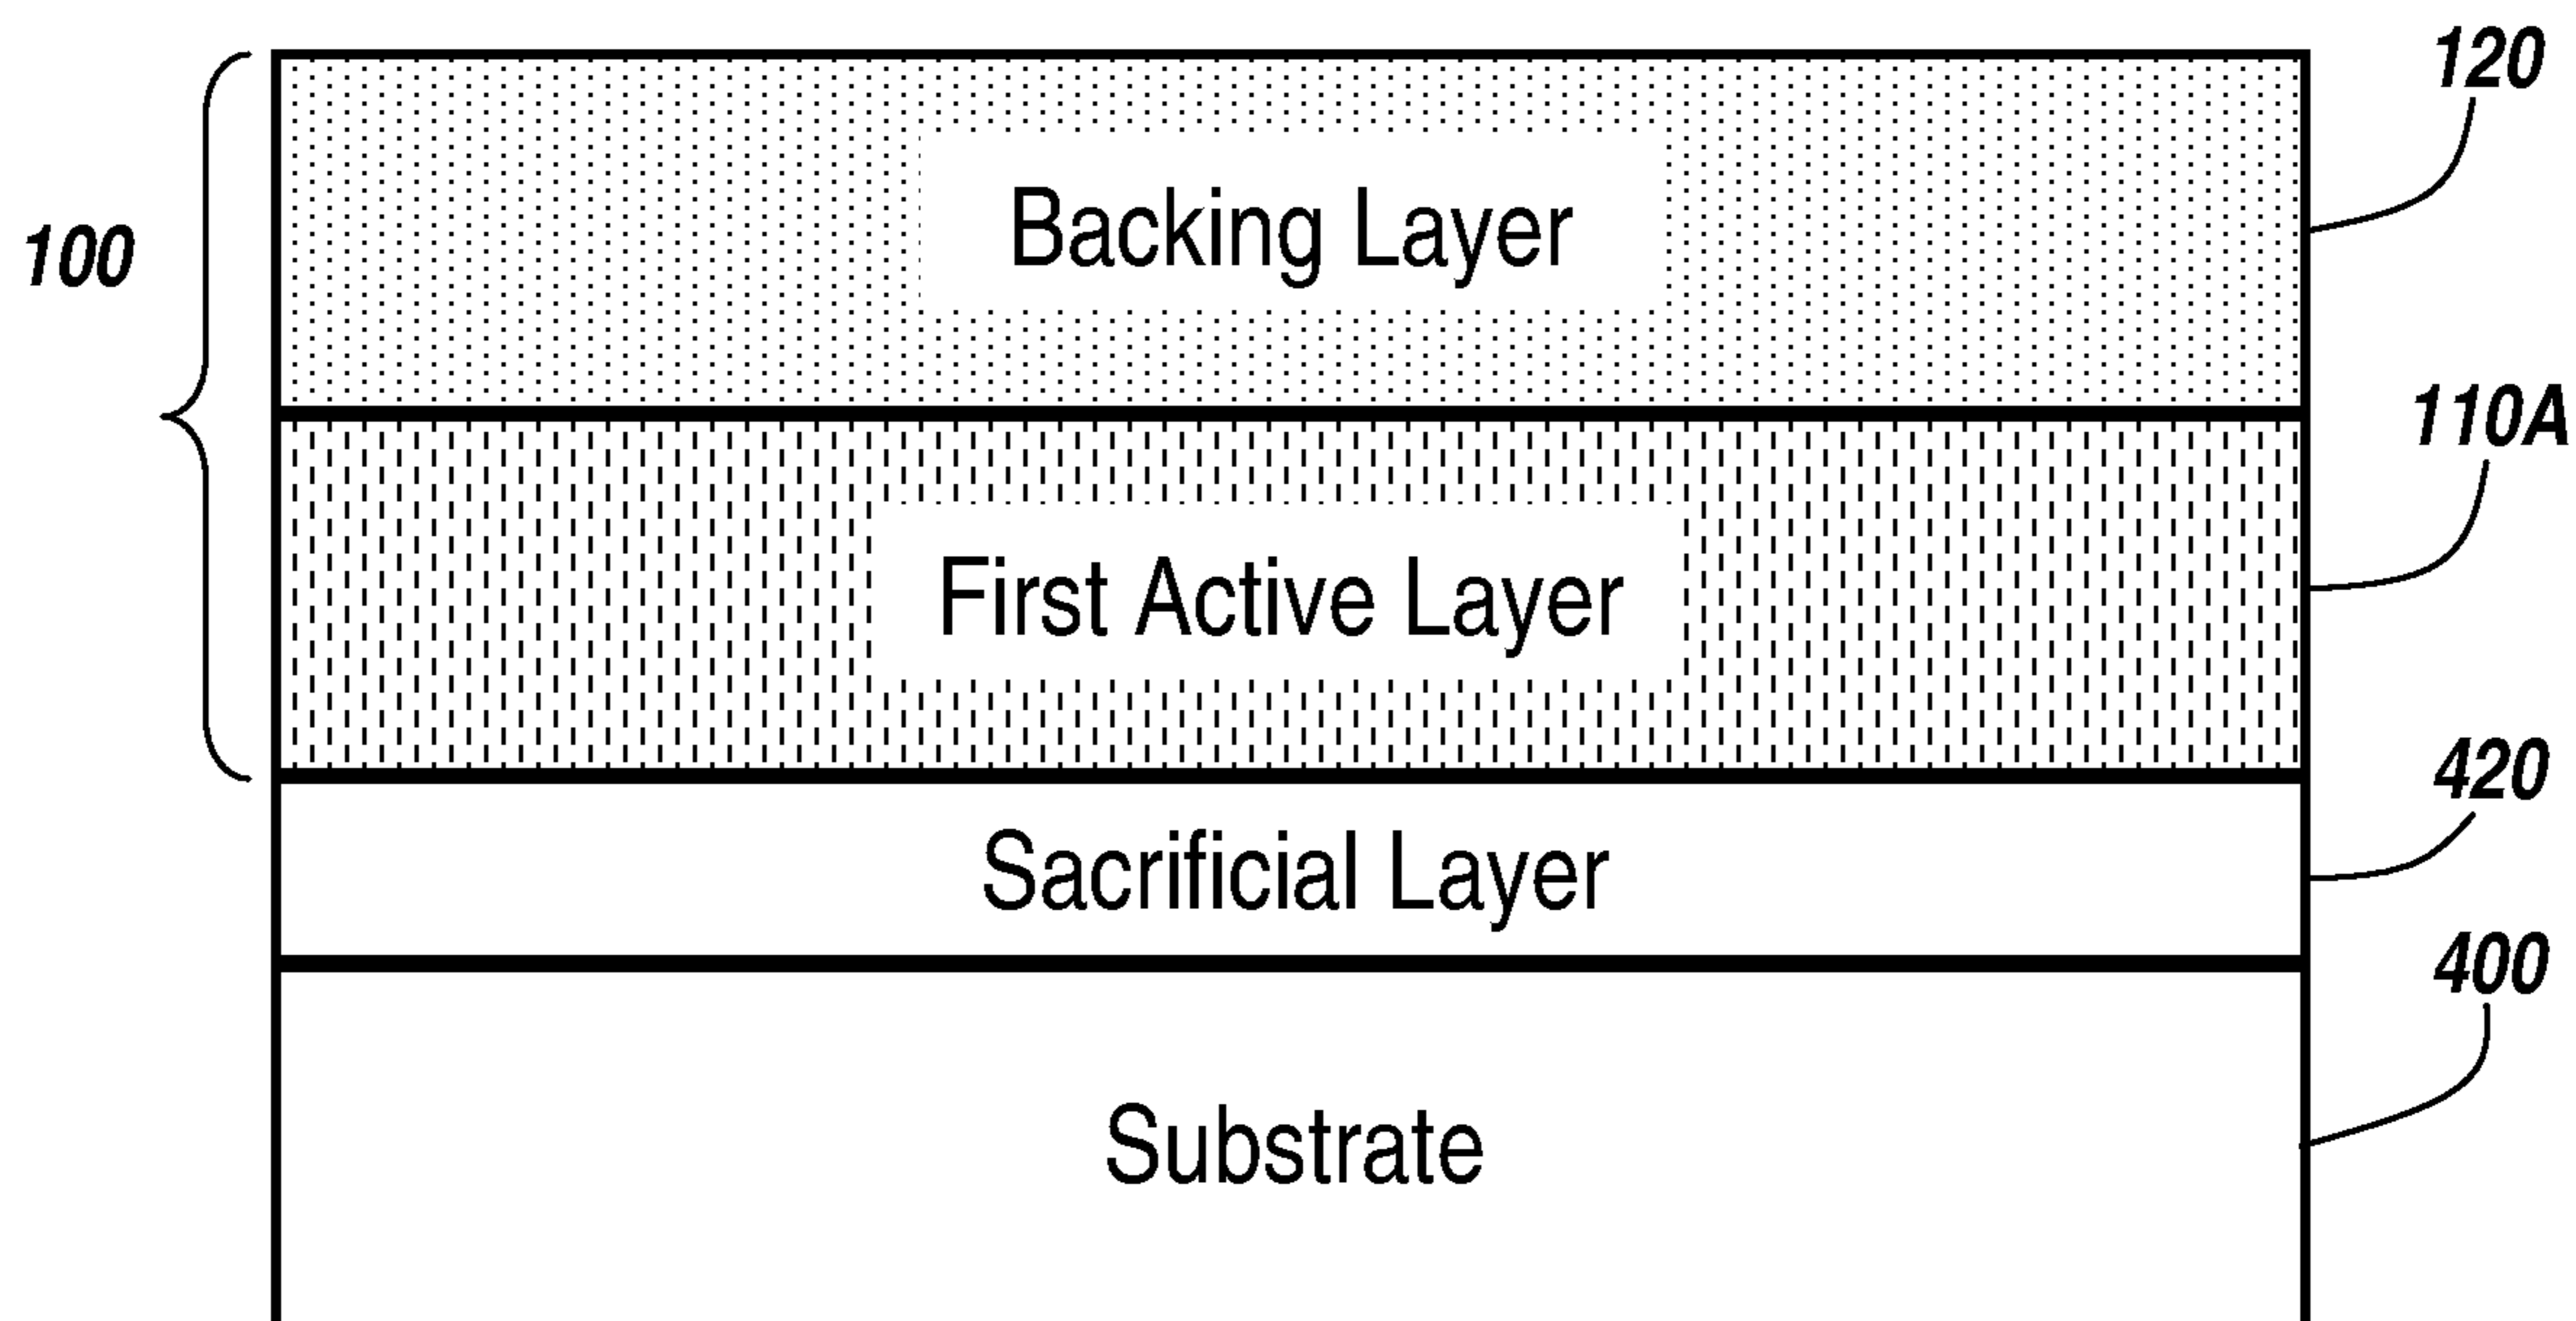 120
Backing Layer
100
110A
First Active Layer
420
Sacrificial Layer
400
Substrate